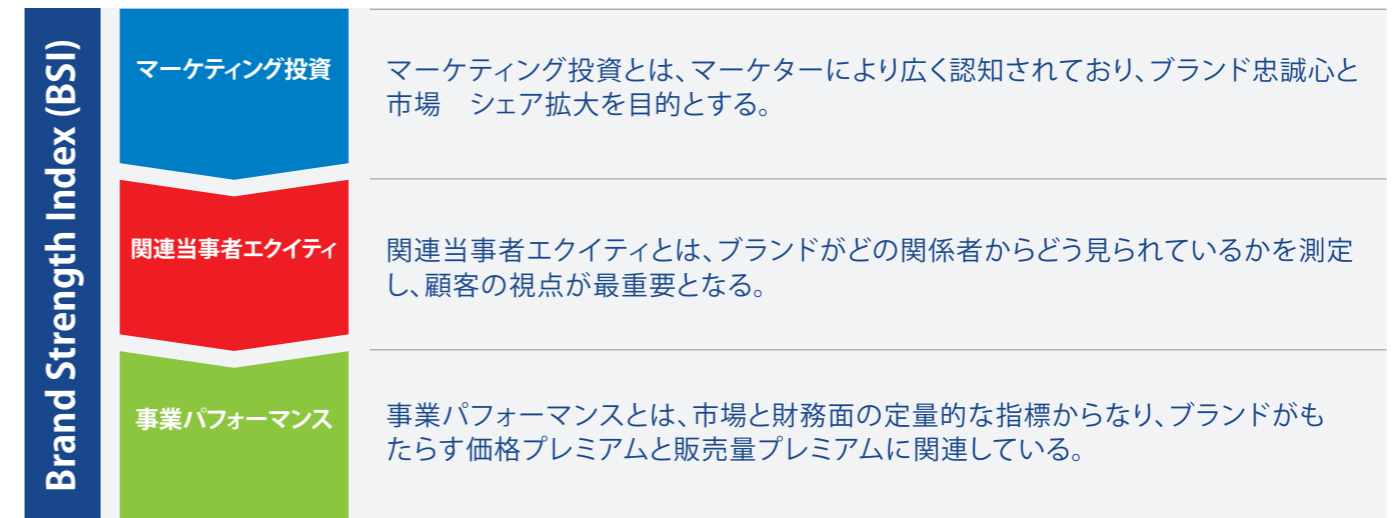 Brand Strength Index (BSI)
マーケティング投資
マーケティング投資とは、マーケターにより広く認知されており、ブランド忠誠心と
市場　シェア拡大を目的とする。
関連当事者エクイティ
関連当事者エクイティとは、ブランドがどの関係者からどう見られているかを測定
し、顧客の視点が最重要となる。
事業パフォーマンス
事業パフォーマンスとは、市場と財務面の定量的な指標からなり、ブランドがも
たらす価格プレミアムと販売量プレミアムに関連している。